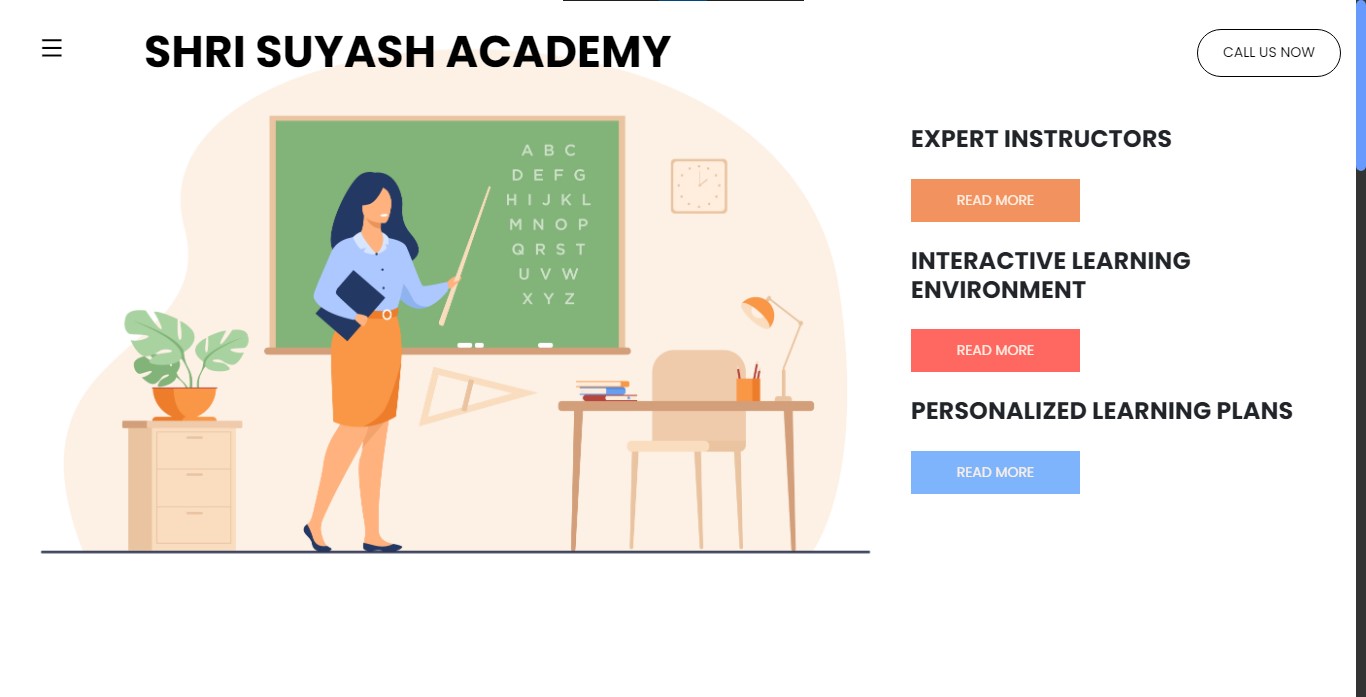 SHRI SUYASH ACADEMY
CALL US NOW
A B C
D E F G
H I J K L
M N O P
Q R S T
U V W
X Y Z
EXPERT INSTRUCTORS
READ MORE
INTERACTIVE LEARNING
ENVIRONMENT
READ MORE
PERSONALIZED LEARNING PLANS
READ MORE